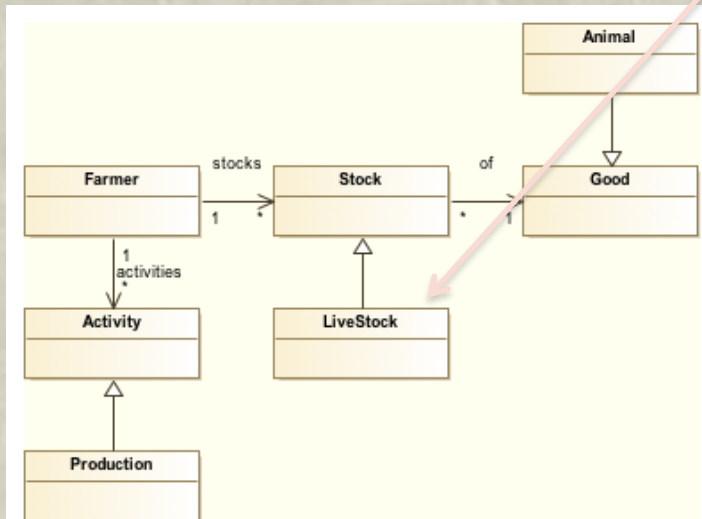 Animal
stocks
of
Farmer
Stock
Good
1
*
*
1
1
activities
*
Activity
LiveStock
Production